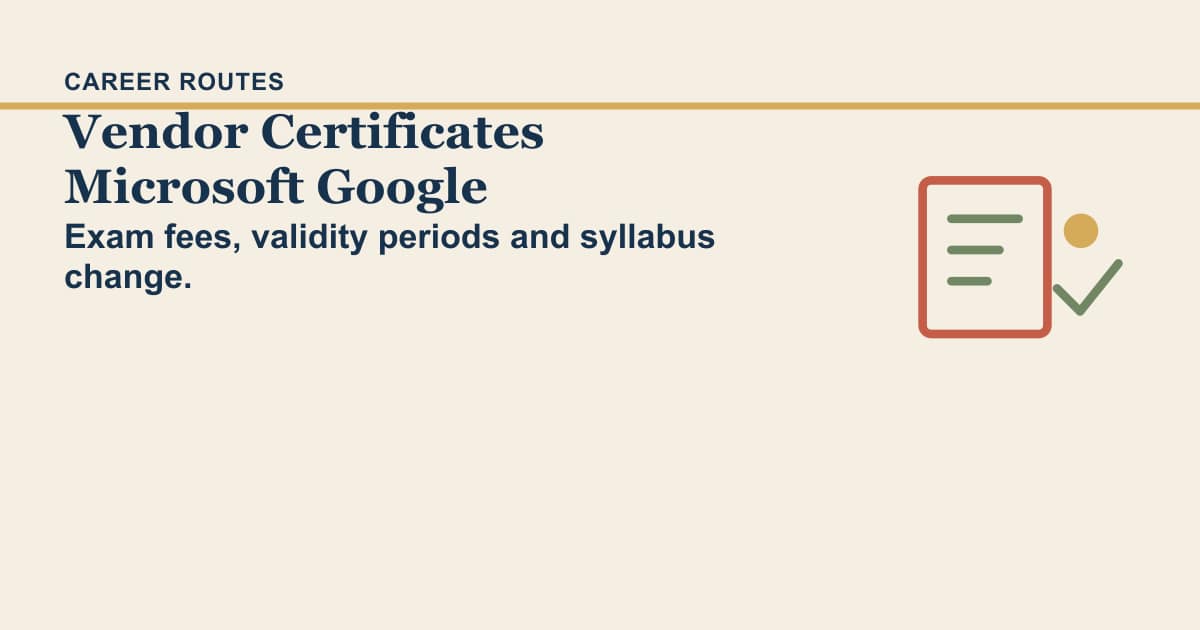 CAREER ROUTES
Vendor Certificates
Microsoft Google
Exam fees, validity periods and syllabus
change.